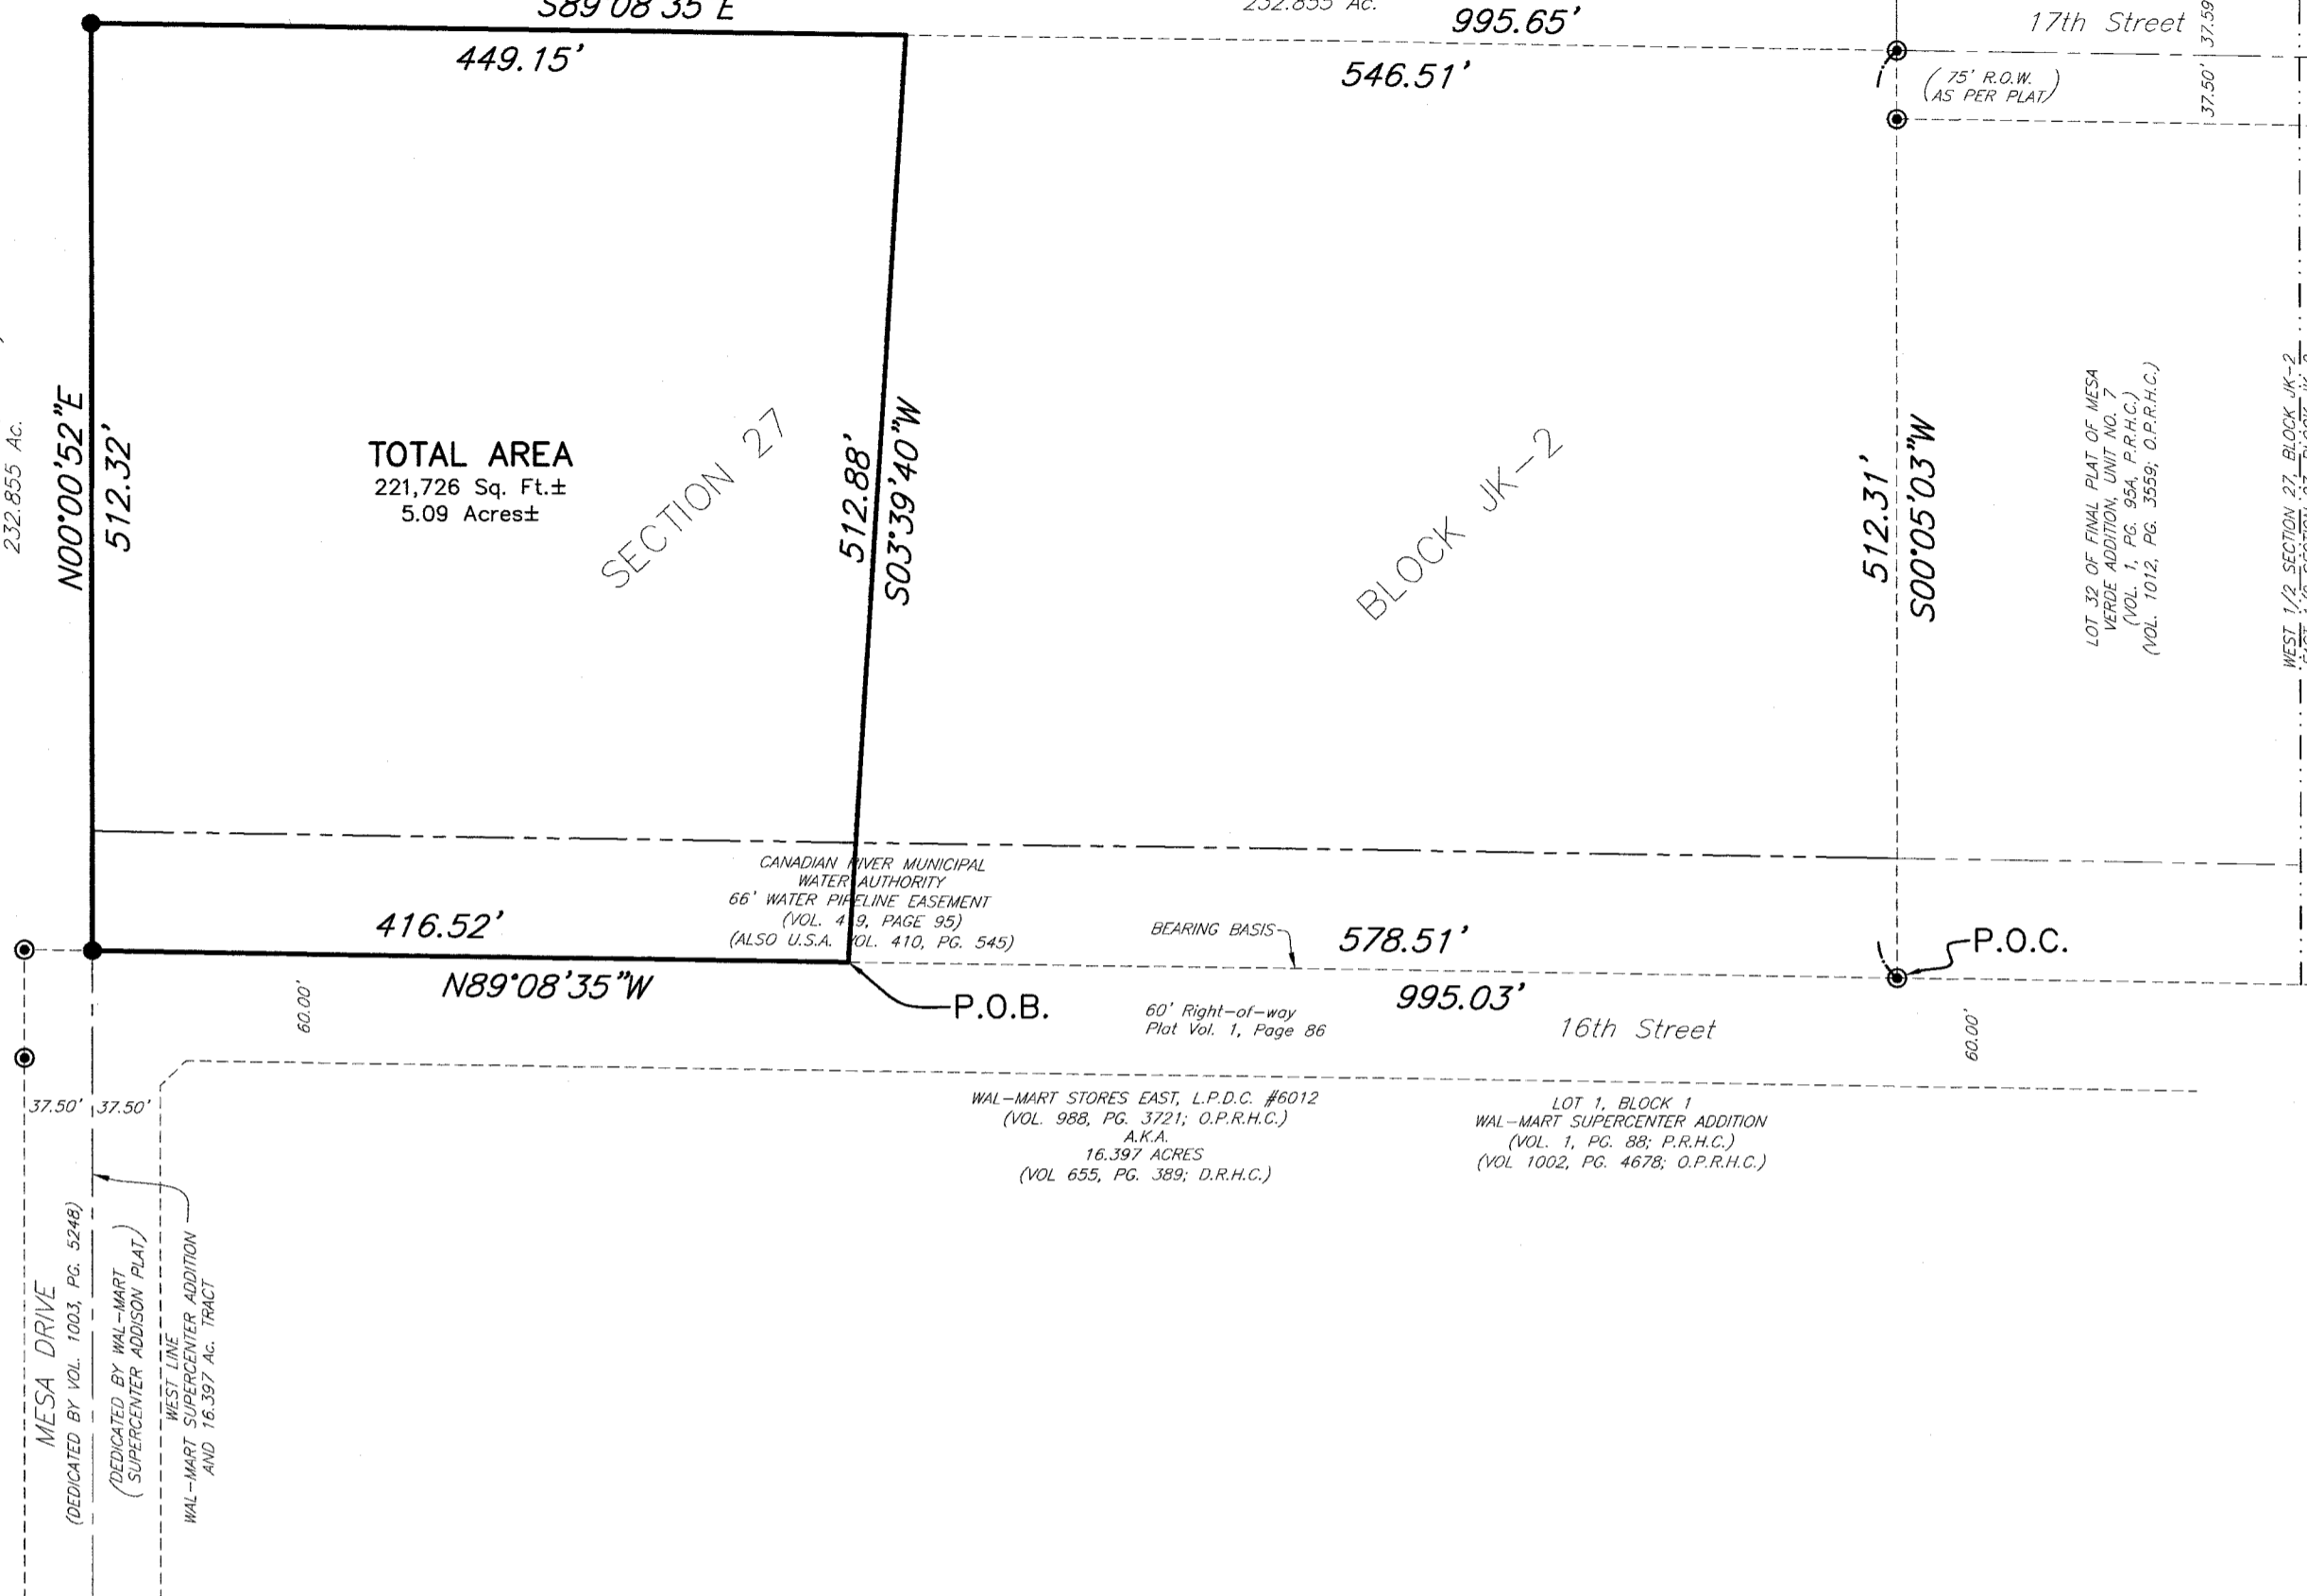 S89°08'35"E
449.15'
232.855 Ac.
995.65'
546.51'
17th Street
37.59'
37.50'
(75' R.O.W.
AS PER PLAT)
232.855 Ac.
N00°00'52"E
512.32'
TOTAL AREA
221,726 Sq. Ft.±
5.09 Acres±
SECTION 27
512.88'
S03°39'40"W
BLOCK JK-2
512.31'
S00°05'03"W
LOT 32 OF FINAL PLAT OF MESA
VERDE ADDITION, UNIT NO. 7
(VOL. 1, PG. 95A, P.R.H.C.)
(VOL. 1012, PG. 3559; O.P.R.H.C.)
WEST 1/2 SECTION 27, BLOCK JK-2
CANADIAN RIVER MUNICIPAL
WATER AUTHORITY
66' WATER PIPELINE EASEMENT
(VOL. 419, PAGE 95)
(ALSO U.S.A. VOL. 410, PG. 545)
416.52'
N89°08'35"W
60.00'
P.O.B.
BEARING BASIS
578.51'
995.03'
P.O.C.
60' Right-of-way
Plat Vol. 1, Page 86
16th Street
60.00'
37.50'
37.50'
WAL-MART STORES EAST, L.P.D.C. #6012
(VOL. 988, PG. 3721; O.P.R.H.C.)
A.K.A.
16.397 ACRES
(VOL 655, PG. 389; D.R.H.C.)
LOT 1, BLOCK 1
WAL-MART SUPERCENTER ADDITION
(VOL. 1, PG. 88; P.R.H.C.)
(VOL 1002, PG. 4678; O.P.R.H.C.)
MESA DRIVE
(DEDICATED BY VOL. 1003, PG. 5248)
(DEDICATED BY WAL-MART
SUPERCENTER ADDISON PLAT)
WEST LINE
WAL-MART SUPERCENTER ADDITION
AND 16.397 Ac. TRACT